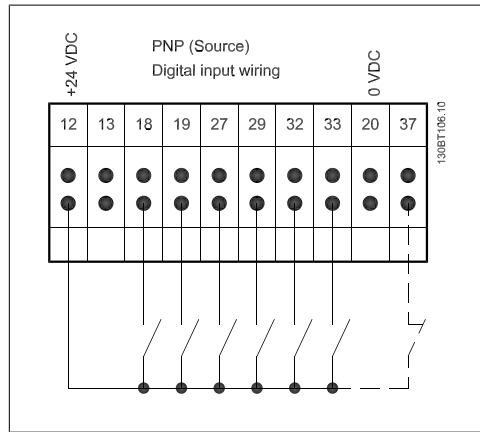 +24 VDC
PNP (Source)
Digital input wiring
0 VDC
12 13 18 19 27 29 32 33 20 37
130BT106.10